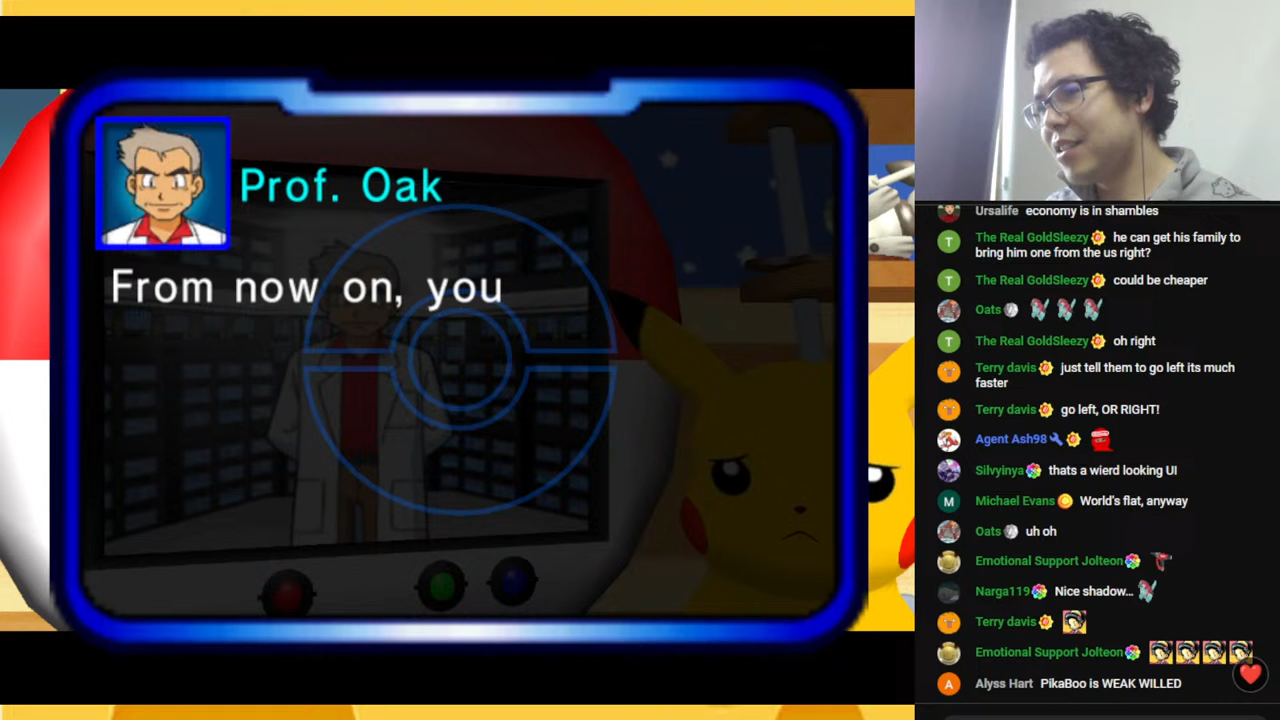 Prof. Oak
From now on, you
Ursalife economy is in shambles
The Real GoldSleezy he can get his family to
bring him one from the us right?
The Real GoldSleezy could be cheaper
Oats
The Real GoldSleezy oh right
Terry davis just tell them to go left its much
faster
Terry davis go left, OR RIGHT!
Agent Ash98
Silvyinya thats a wierd looking UI
Michael Evans World's flat, anyway
Oats uh oh
Emotional Support Jolteon
Narga119 Nice shadow...
Terry davis
Emotional Support Jolteon
Alyss Hart PikaBoo is WEAK WILLED
T
T
T
M
A